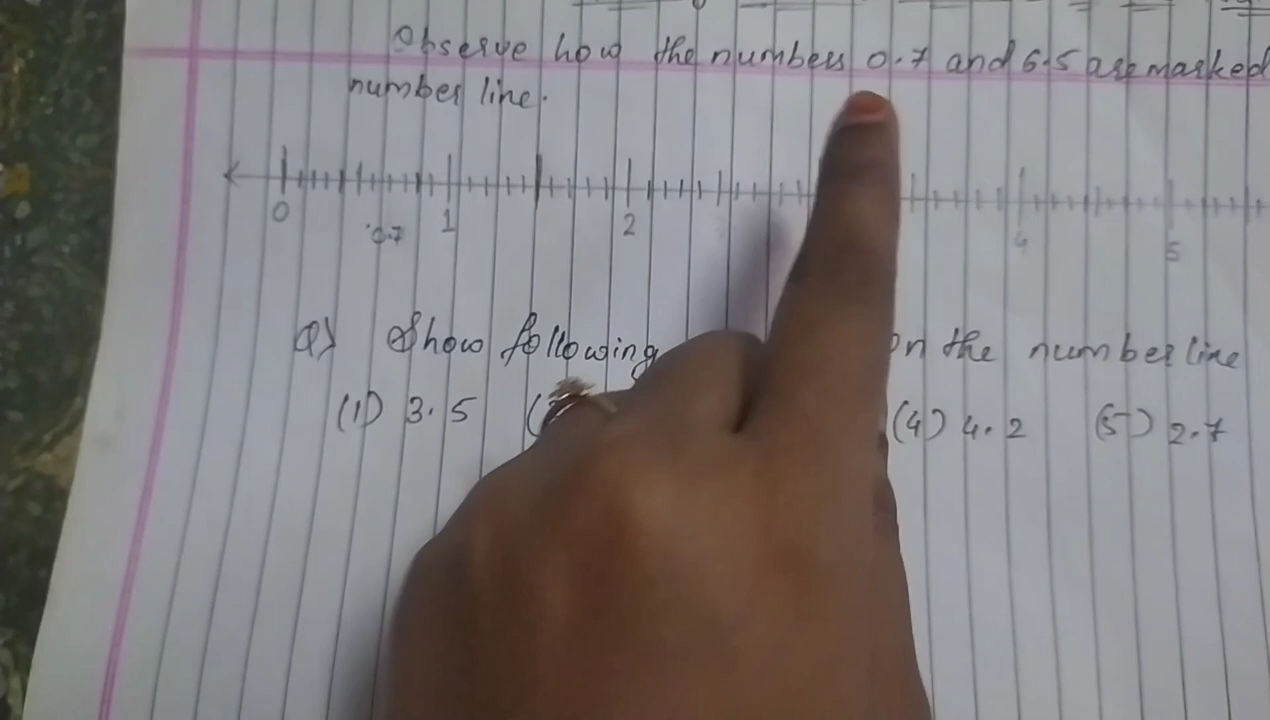 Observe how the numbers 0.7 and 6.5 are marked
number line.
0 0.7 1 2 4 5
Q) Show following on the number line
(1) 3.5 (4) 4.2 (5) 2.7